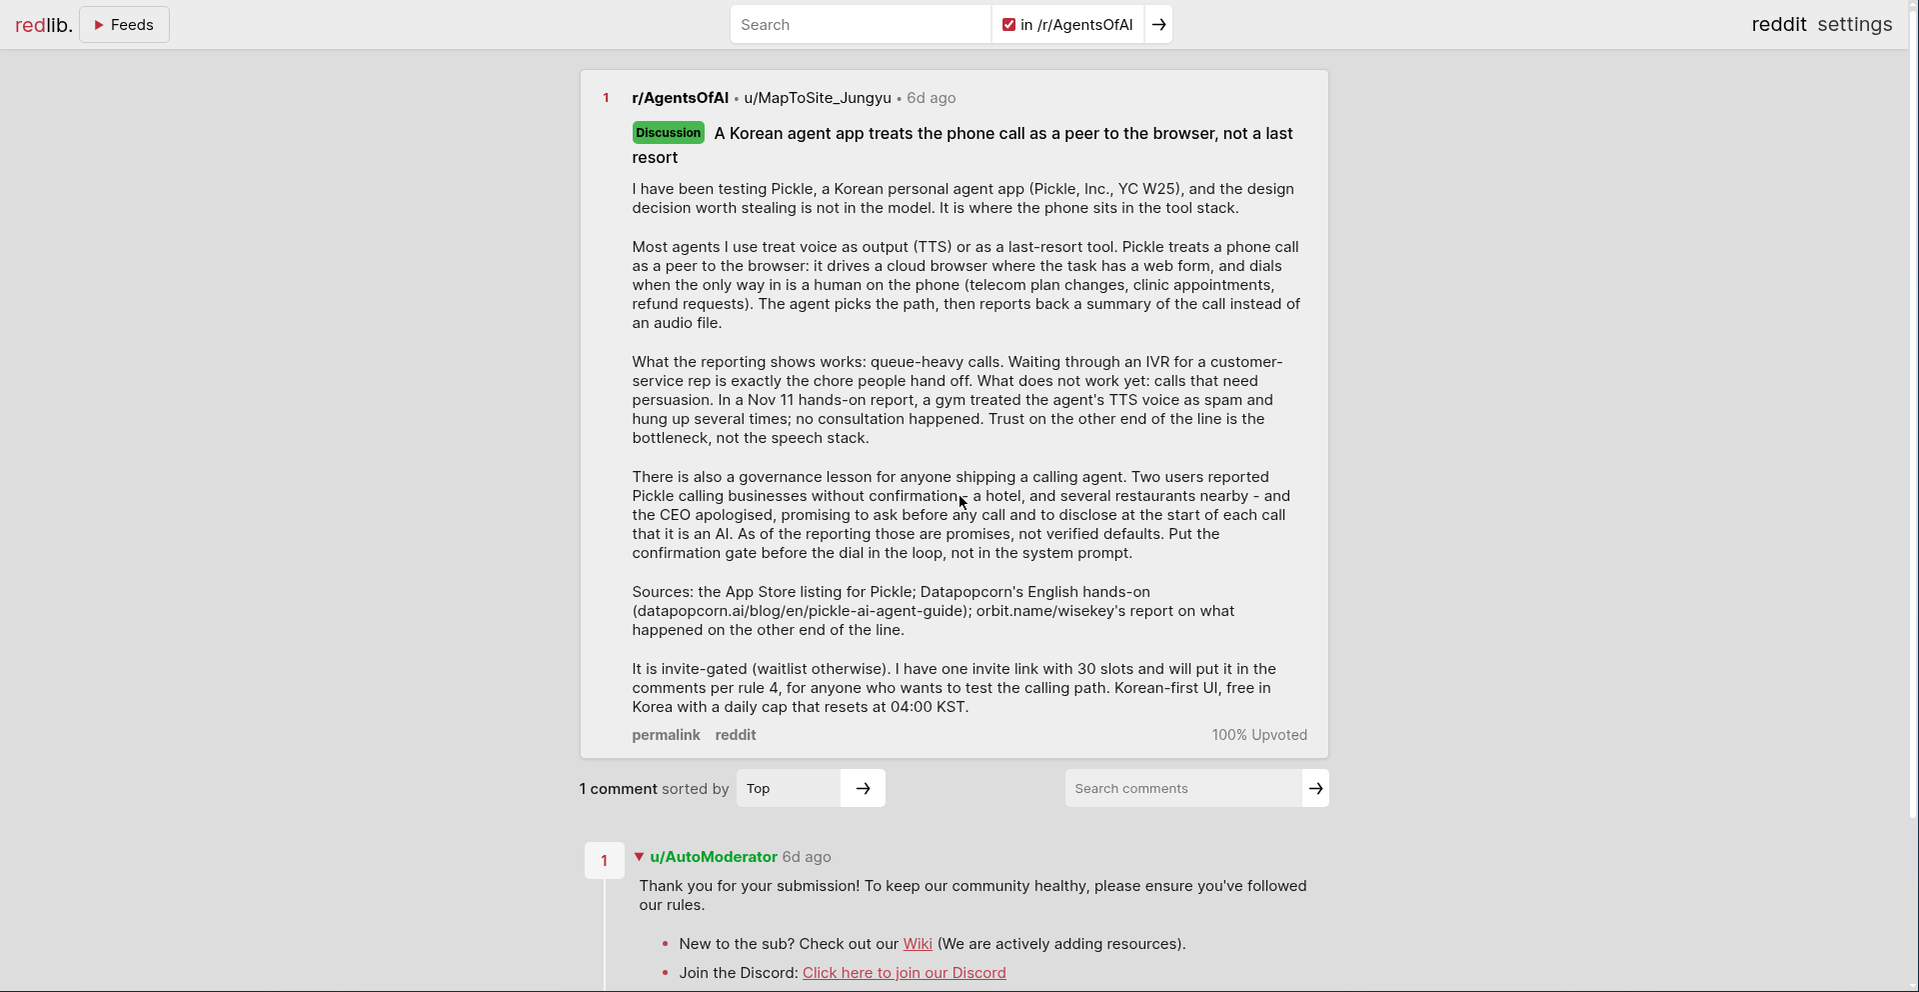 redlib.
Feeds
Search
in /r/AgentsOfAI
→
reddit settings
1
r/AgentsOfAI • u/MapToSite_Jungyu • 6d ago
Discussion A Korean agent app treats the phone call as a peer to the browser, not a last
resort
I have been testing Pickle, a Korean personal agent app (Pickle, Inc., YC W25), and the design
decision worth stealing is not in the model. It is where the phone sits in the tool stack.
Most agents I use treat voice as output (TTS) or as a last-resort tool. Pickle treats a phone call
as a peer to the browser: it drives a cloud browser where the task has a web form, and dials
when the only way in is a human on the phone (telecom plan changes, clinic appointments,
refund requests). The agent picks the path, then reports back a summary of the call instead of
an audio file.
What the reporting shows works: queue-heavy calls. Waiting through an IVR for a customer-
service rep is exactly the chore people hand off. What does not work yet: calls that need
persuasion. In a Nov 11 hands-on report, a gym treated the agent's TTS voice as spam and
hung up several times; no consultation happened. Trust on the other end of the line is the
bottleneck, not the speech stack.
There is also a governance lesson for anyone shipping a calling agent. Two users reported
Pickle calling businesses without confirmation - a hotel, and several restaurants nearby - and
the CEO apologised, promising to ask before any call and to disclose at the start of each call
that it is an AI. As of the reporting those are promises, not verified defaults. Put the
confirmation gate before the dial in the loop, not in the system prompt.
Sources: the App Store listing for Pickle; Datapopcorn's English hands-on
(datapopcorn.ai/blog/en/pickle-ai-agent-guide); orbit.name/wisekey's report on what
happened on the other end of the line.
It is invite-gated (waitlist otherwise). I have one invite link with 30 slots and will put it in the
comments per rule 4, for anyone who wants to test the calling path. Korean-first UI, free in
Korea with a daily cap that resets at 04:00 KST.
permalink reddit
100% Upvoted
1 comment sorted by Top →
Search comments →
1
u/AutoModerator 6d ago
Thank you for your submission! To keep our community healthy, please ensure you've followed
our rules.
• New to the sub? Check out our Wiki (We are actively adding resources).
• Join the Discord: Click here to join our Discord